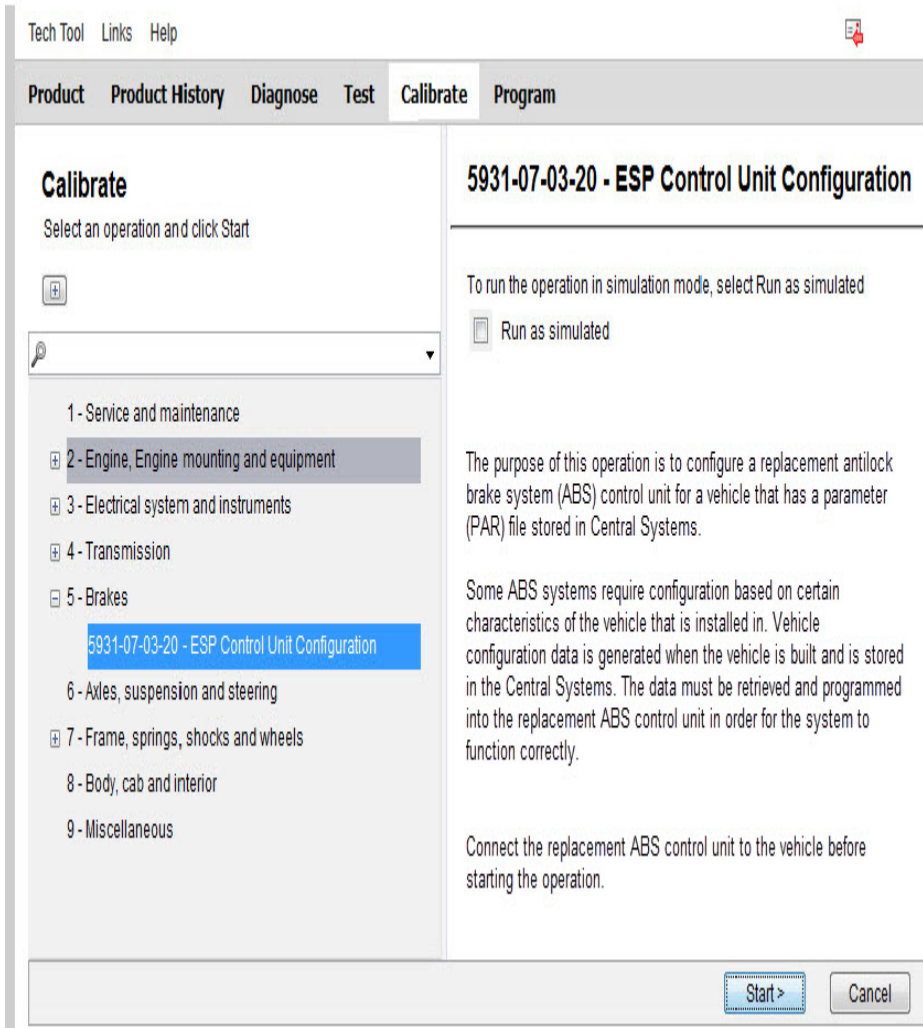 Tech Tool Links Help
Product Product History Diagnose Test Calibrate Program
Calibrate
Select an operation and click Start
1 - Service and maintenance
2 - Engine, Engine mounting and equipment
3 - Electrical system and instruments
4 - Transmission
5 - Brakes
5931-07-03-20 - ESP Control Unit Configuration
6 - Axles, suspension and steering
7 - Frame, springs, shocks and wheels
8 - Body, cab and interior
9 - Miscellaneous
5931-07-03-20 - ESP Control Unit Configuration
To run the operation in simulation mode, select Run as simulated
Run as simulated
The purpose of this operation is to configure a replacement antilock
brake system (ABS) control unit for a vehicle that has a parameter
(PAR) file stored in Central Systems.
Some ABS systems require configuration based on certain
characteristics of the vehicle that is installed in. Vehicle
configuration data is generated when the vehicle is built and is stored
in the Central Systems. The data must be retrieved and programmed
into the replacement ABS control unit in order for the system to
function correctly.
Connect the replacement ABS control unit to the vehicle before
starting the operation.
Start > Cancel